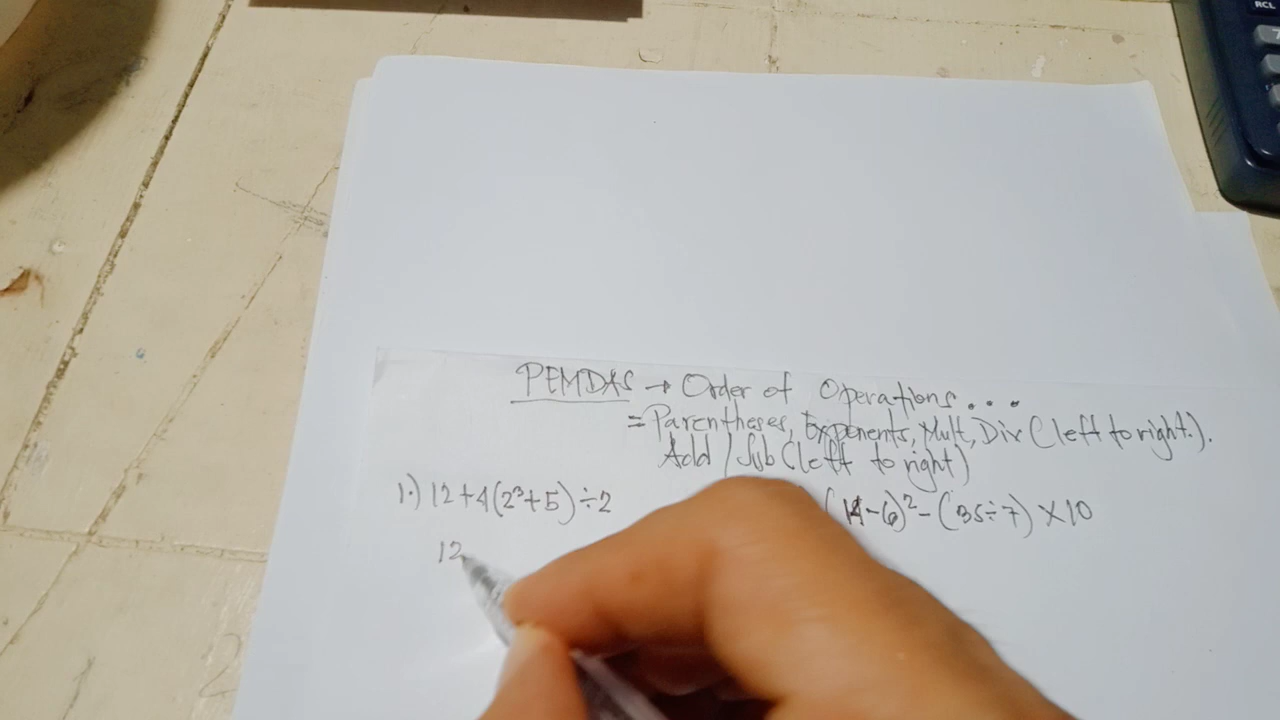 PEMDAS → Order of Operations...
= Parentheses, Exponents, Mult, Div (left to right.).
Add / Sub (left to right)
1.) 12+4(2³+5)÷2
(14-6)²-(35÷7)×10
12
RCL